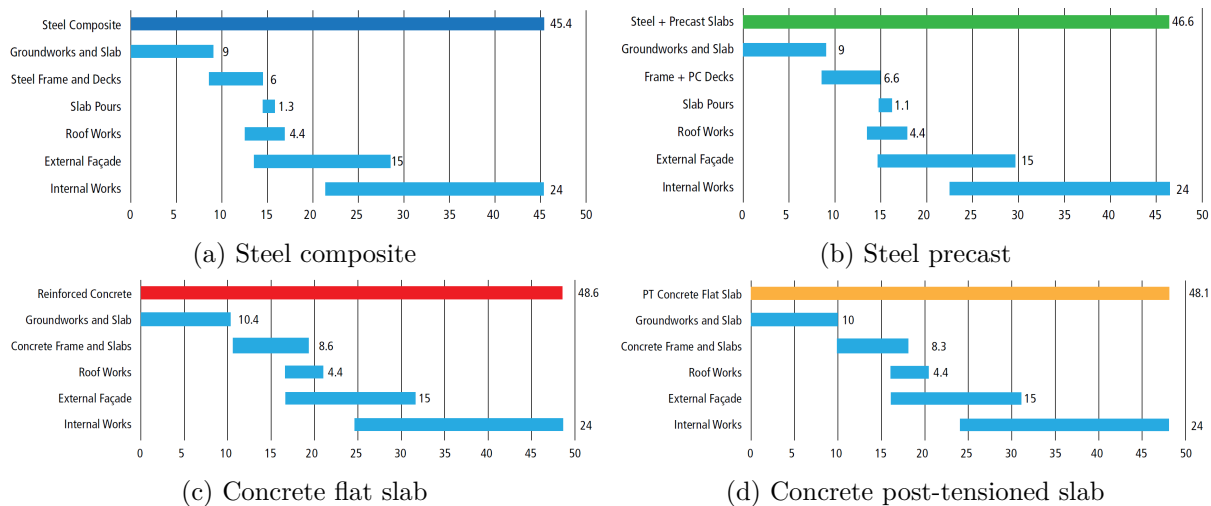 Steel Composite 45.4
Groundworks and Slab 9
Steel Frame and Decks 6
Slab Pours 1.3
Roof Works 4.4
External Façade 15
Internal Works 24
0 5 10 15 20 25 30 35 40 45 50
(a) Steel composite
Steel + Precast Slabs 46.6
Groundworks and Slab 9
Frame + PC Decks 6.6
Slab Pours 1.1
Roof Works 4.4
External Façade 15
Internal Works 24
0 5 10 15 20 25 30 35 40 45 50
(b) Steel precast
Reinforced Concrete 48.6
Groundworks and Slab 10.4
Concrete Frame and Slabs 8.6
Roof Works 4.4
External Façade 15
Internal Works 24
0 5 10 15 20 25 30 35 40 45 50
(c) Concrete flat slab
PT Concrete Flat Slab 48.1
Groundworks and Slab 10
Concrete Frame and Slabs 8.3
Roof Works 4.4
External Façade 15
Internal Works 24
0 5 10 15 20 25 30 35 40 45 50
(d) Concrete post-tensioned slab